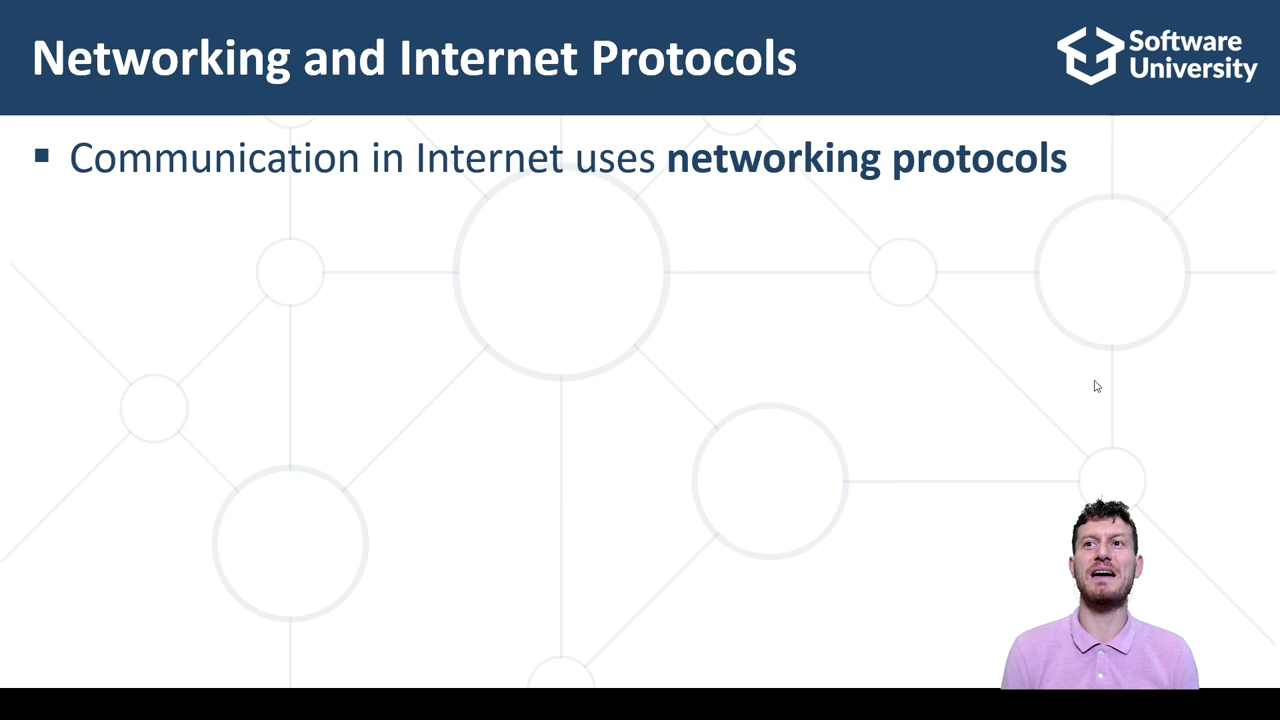 Networking and Internet Protocols
Software
University
▪ Communication in Internet uses networking protocols